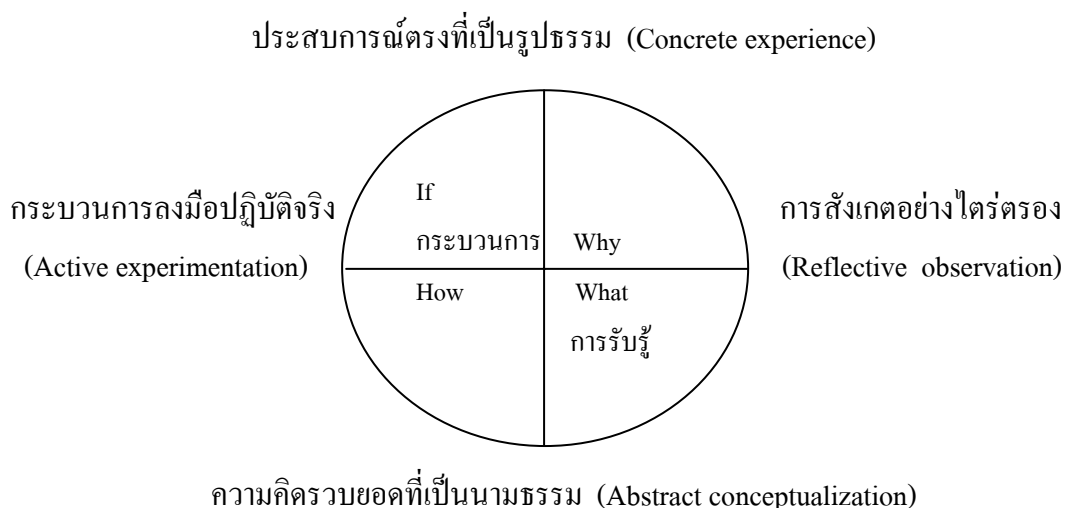 ประสบการณ์ตรงที่เป็นรูปธรรม (Concrete experience)
If
กระบวนการลงมือปฏิบัติจริง
(Active experimentation)
กระบวนการ
Why
การสังเกตอย่างไตร่ตรอง
(Reflective observation)
How
What
การรับรู้
ความคิดรวบยอดที่เป็นนามธรรม (Abstract conceptualization)